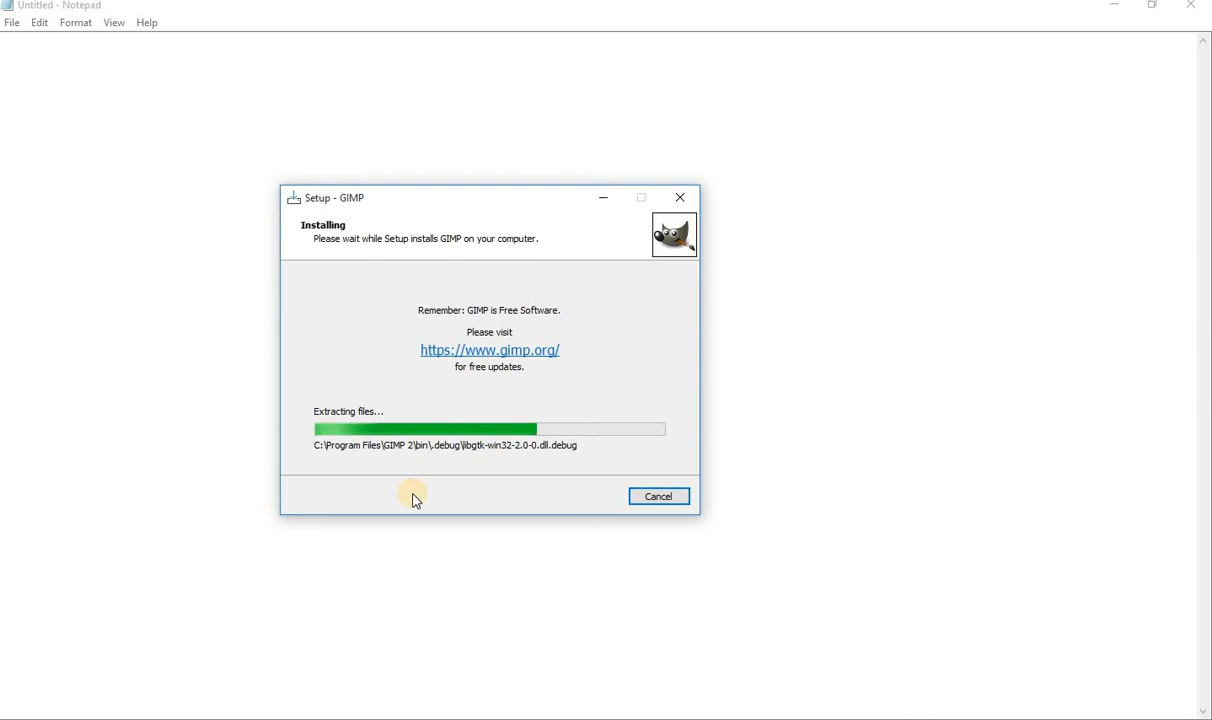 Untitled - Notepad
File Edit Format View Help
Setup - GIMP
Installing
Please wait while Setup installs GIMP on your computer.
Remember: GIMP is Free Software.
Please visit
https://www.gimp.org/
for free updates.
Extracting files...
C:\Program Files\GIMP 2\bin\.debug\libgtk-win32-2.0-0.dll.debug
Cancel